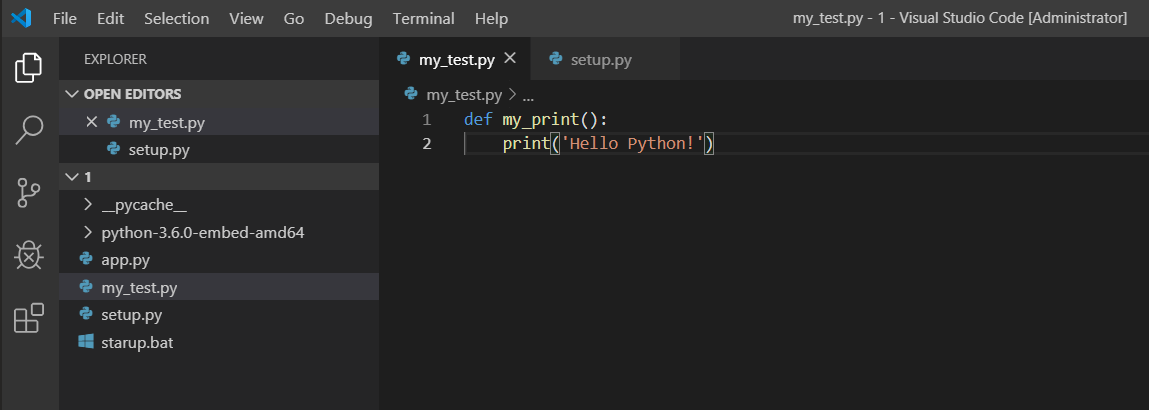 File Edit Selection View Go Debug Terminal Help my_test.py - 1 - Visual Studio Code [Administrator]
EXPLORER
OPEN EDITORS
my_test.py
setup.py
1
__pycache__
python-3.6.0-embed-amd64
app.py
my_test.py
setup.py
starup.bat
my_test.py setup.py
my_test.py > ...
1 def my_print():
2 print('Hello Python!')